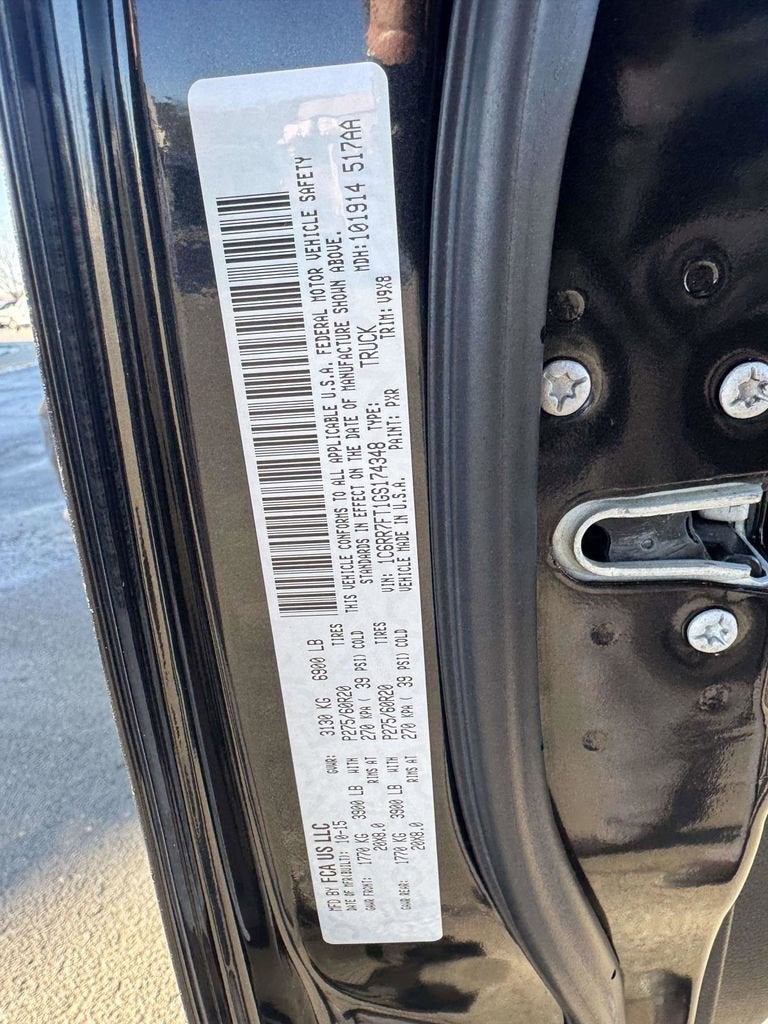 MFD BY FCA US LLC
DATE OF MFR(BUILT): 10-15 GVWR: 3130 KG 6900 LB
GAWR FRONT: 1770 KG 3900 LB WITH P275/60R20 TIRES
20X8.0 RIMS AT 270 KPA ( 39 PSI) COLD
GAWR REAR: 1770 KG 3900 LB WITH P275/60R20 TIRES
20X8.0 RIMS AT 270 KPA ( 39 PSI) COLD
THIS VEHICLE CONFORMS TO ALL APPLICABLE U.S.A. FEDERAL MOTOR VEHICLE SAFETY
STANDARDS IN EFFECT ON THE DATE OF MANUFACTURE SHOWN ABOVE.
VIN: 1C6RR7FT1GS174348 TYPE: TRUCK MDH:101914 517AA
VEHICLE MADE IN U.S.A. PAINT: PXR TRIM: V9X8